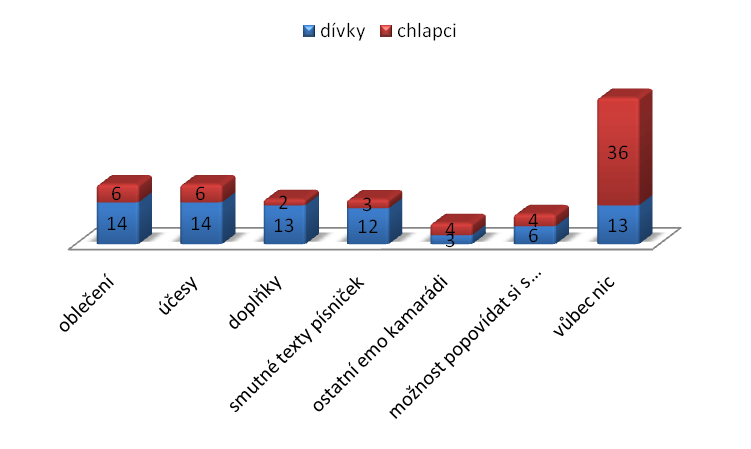 dívky chlapci
36
6 6 2 3 4 4
14 14 13 12 3 6 13
oblečení
účesy
doplňky
smutné texty písniček
ostatní emo kamarádi
možnost popovídat si s...
vůbec nic